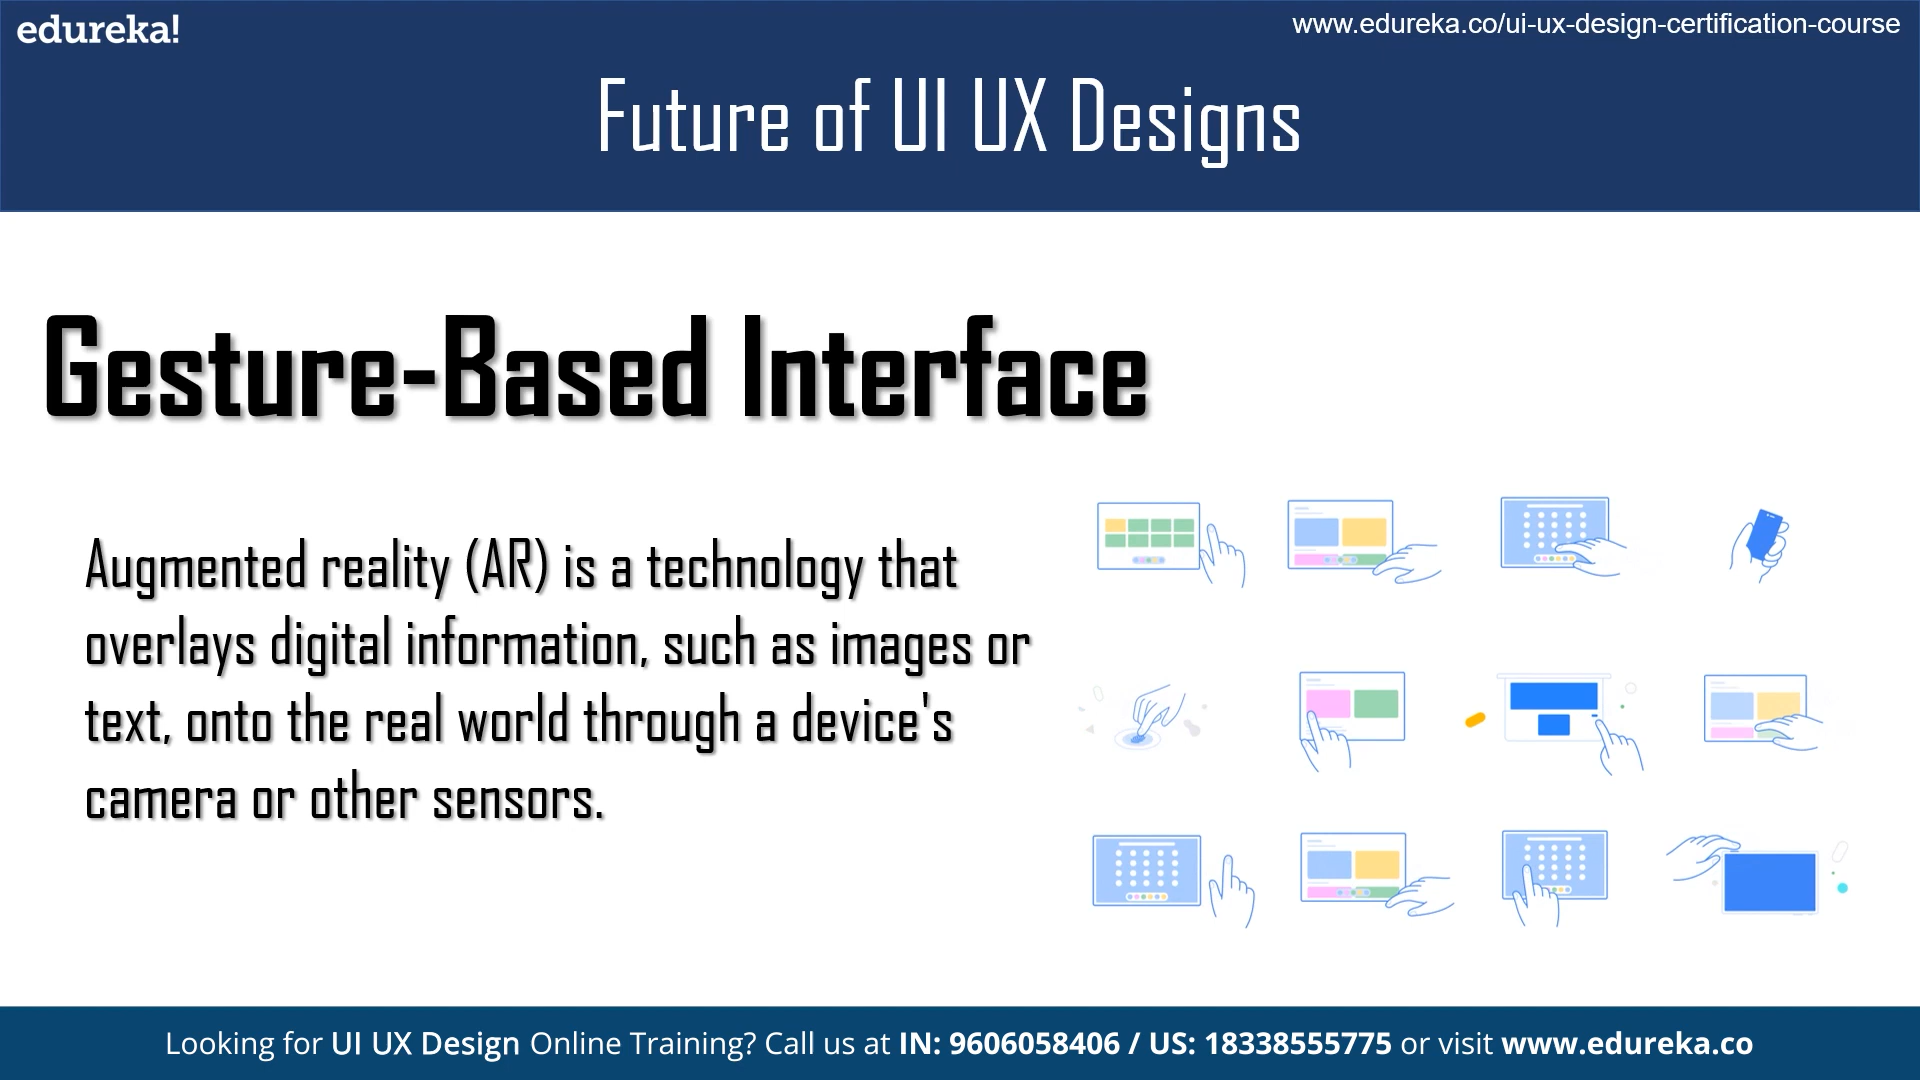 edureka!
www.edureka.co/ui-ux-design-certification-course
Future of UI UX Designs
Gesture-Based Interface
Augmented reality (AR) is a technology that
overlays digital information, such as images or
text, onto the real world through a device's
camera or other sensors.
Looking for UI UX Design Online Training? Call us at IN: 9606058406 / US: 18338555775 or visit www.edureka.co